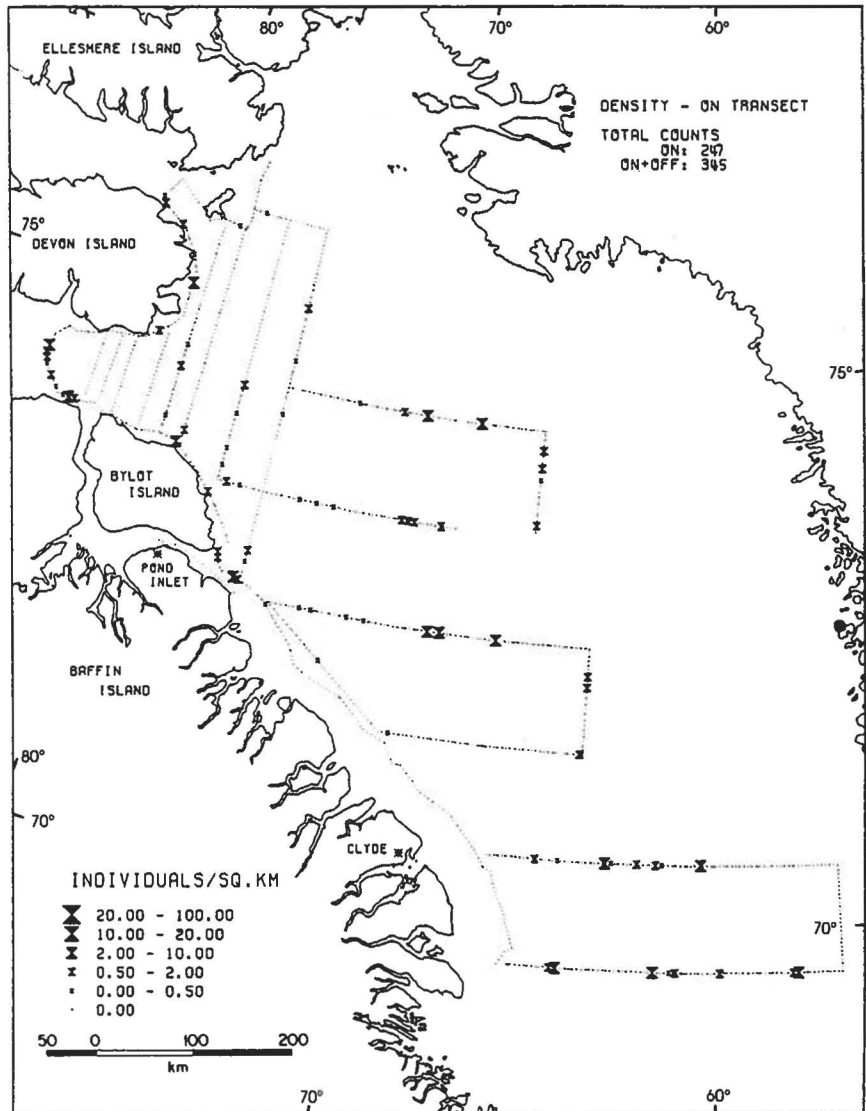 80°
70°
60°
ELLESMERE ISLAND
DENSITY - ON TRANSECT
TOTAL COUNTS
ON: 247
ON+OFF: 345
75°
DEVON ISLAND
75°
BYLOT
ISLAND
POND
INLET
BAFFIN
ISLAND
80°
70°
CLYDE
INDIVIDUALS/SQ.KM
20.00 - 100.00
10.00 - 20.00
2.00 - 10.00
0.50 - 2.00
0.00 - 0.50
0.00
70°
50 0 100 200
km
70°
60°